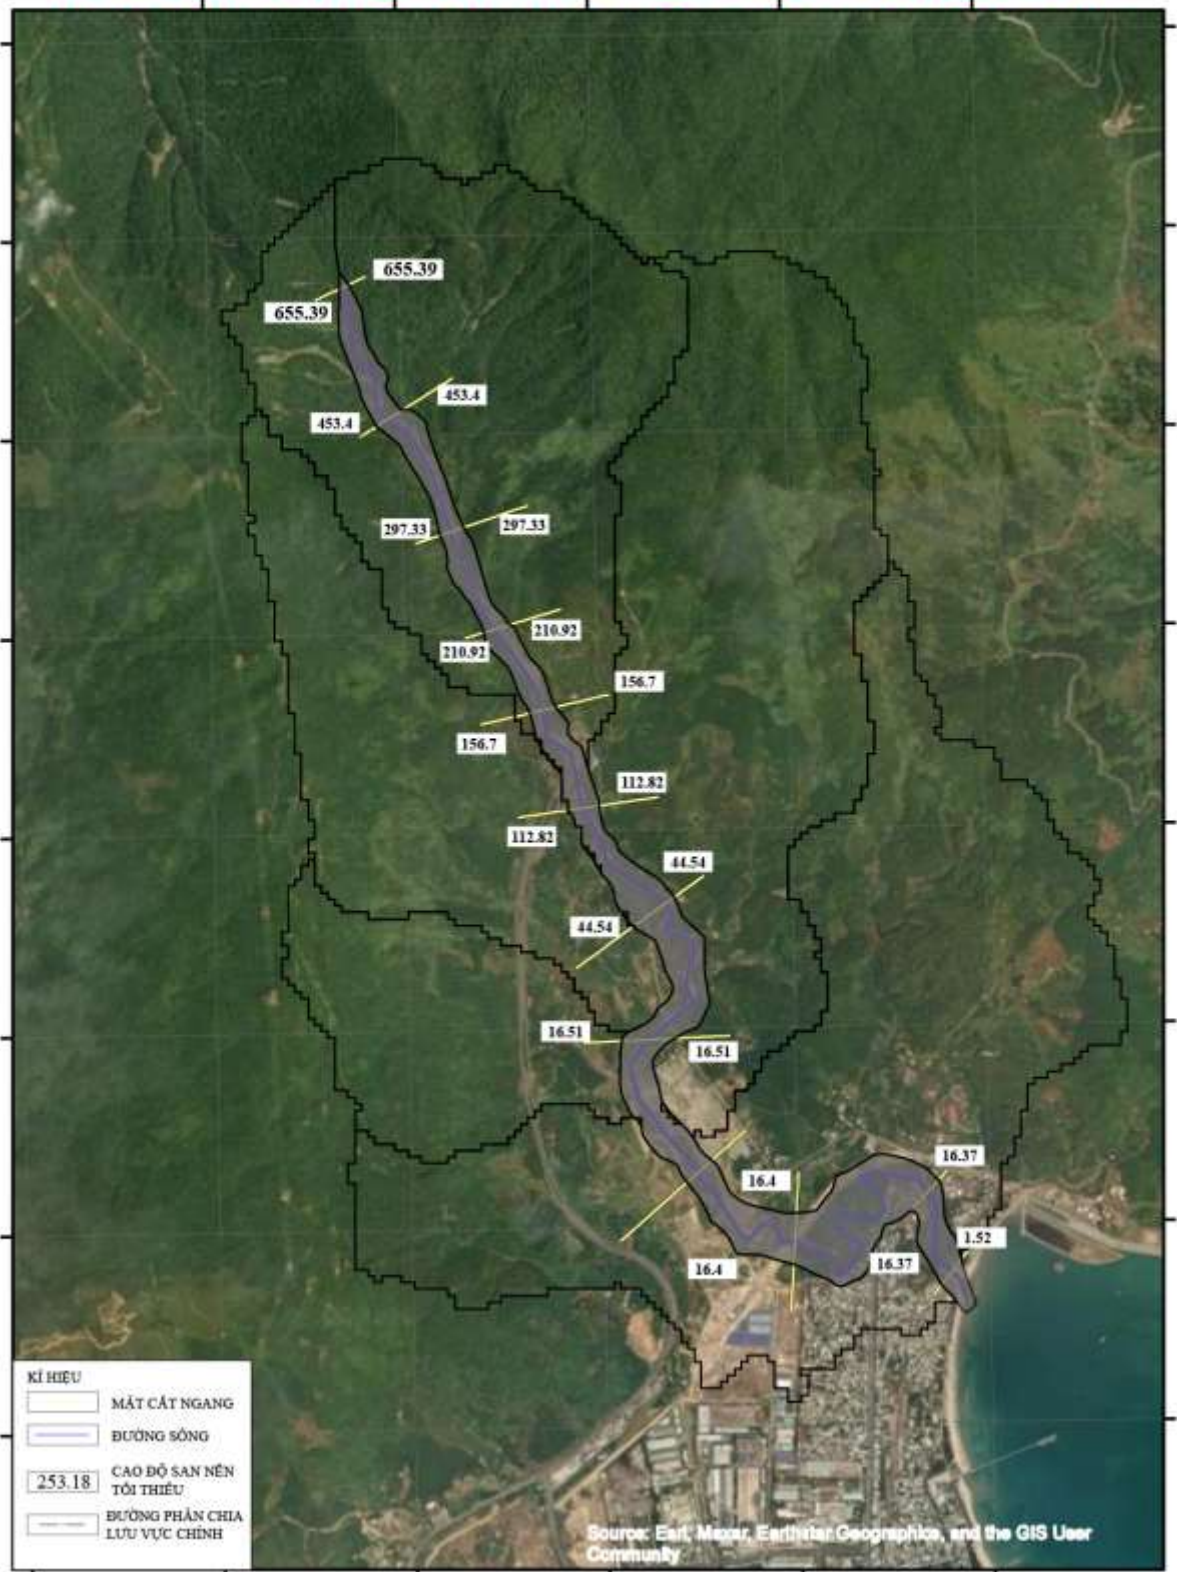 655.39
655.39
453.4
453.4
297.33
297.33
210.92
210.92
156.7
156.7
112.82
112.82
44.54
44.54
16.51
16.51
16.4
16.37
1.52
16.37
16.4
KÍ HIỆU
MẶT CẮT NGANG
ĐƯỜNG SÔNG
253.18
CAO ĐỘ SAN NỀN
TỐI THIỂU
ĐƯỜNG PHÂN CHIA
LƯU VỰC CHÍNH
Source: Esri, Maxar, Earthstar Geographics, and the GIS User
Community